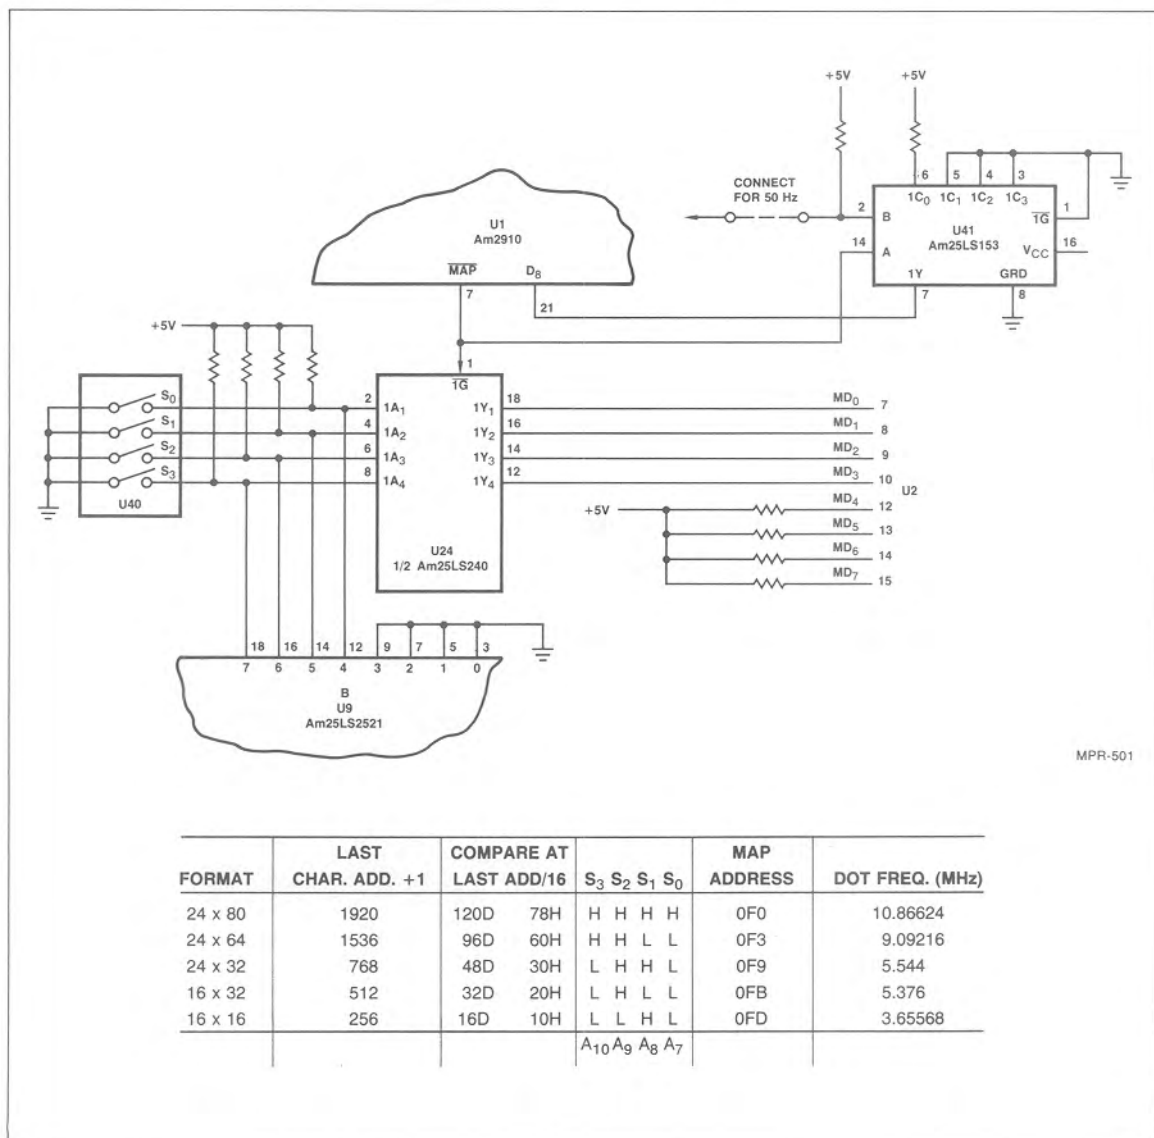 +5V +5V
CONNECT
FOR 50 Hz
6 5 4 3
1C0 1C1 1C2 1C3
2 B 1G 1
U41
Am25LS153
14 A VCC 16
1Y GRD
7 8
U1
Am2910
MAP D8
7 21
+5V
1
1G
S0 2 1A1 1Y1 18 MD0 7
S1 4 1A2 1Y2 16 MD1 8
S2 6 1A3 1Y3 14 MD2 9
S3 8 1A4 1Y4 12 MD3 10
U40
U2
+5V MD4 12
MD5 13
MD6 14
MD7 15
U24
1/2 Am25LS240
18 16 14 12 9 7 5 3
7 6 5 4 3 2 1 0
B
U9
Am25LS2521
MPR-501
FORMAT LAST CHAR. ADD. +1 COMPARE AT LAST ADD/16 S3 S2 S1 S0 MAP ADDRESS DOT FREQ. (MHz)
24 x 80 1920 120D 78H H H H H 0F0 10.86624
24 x 64 1536 96D 60H H H L L 0F3 9.09216
24 x 32 768 48D 30H L H H L 0F9 5.544
16 x 32 512 32D 20H L H L L 0FB 5.376
16 x 16 256 16D 10H L L H L 0FD 3.65568
A10 A9 A8 A7